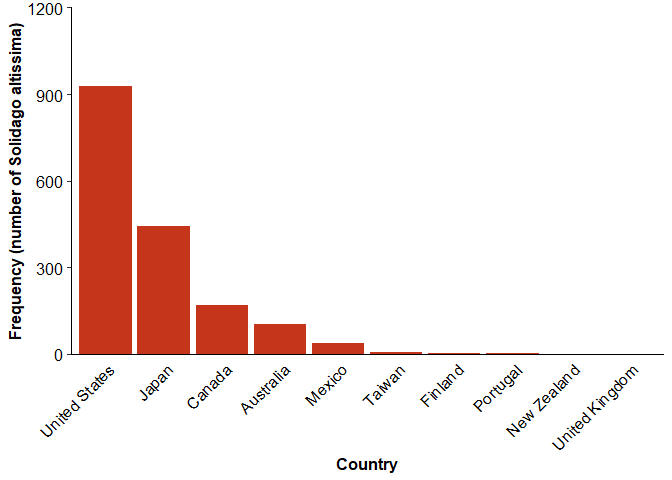 1200
900
600
300
0
Frequency (number of Solidago altissima)
United States
Japan
Canada
Australia
Mexico
Taiwan
Finland
Portugal
New Zealand
United Kingdom
Country